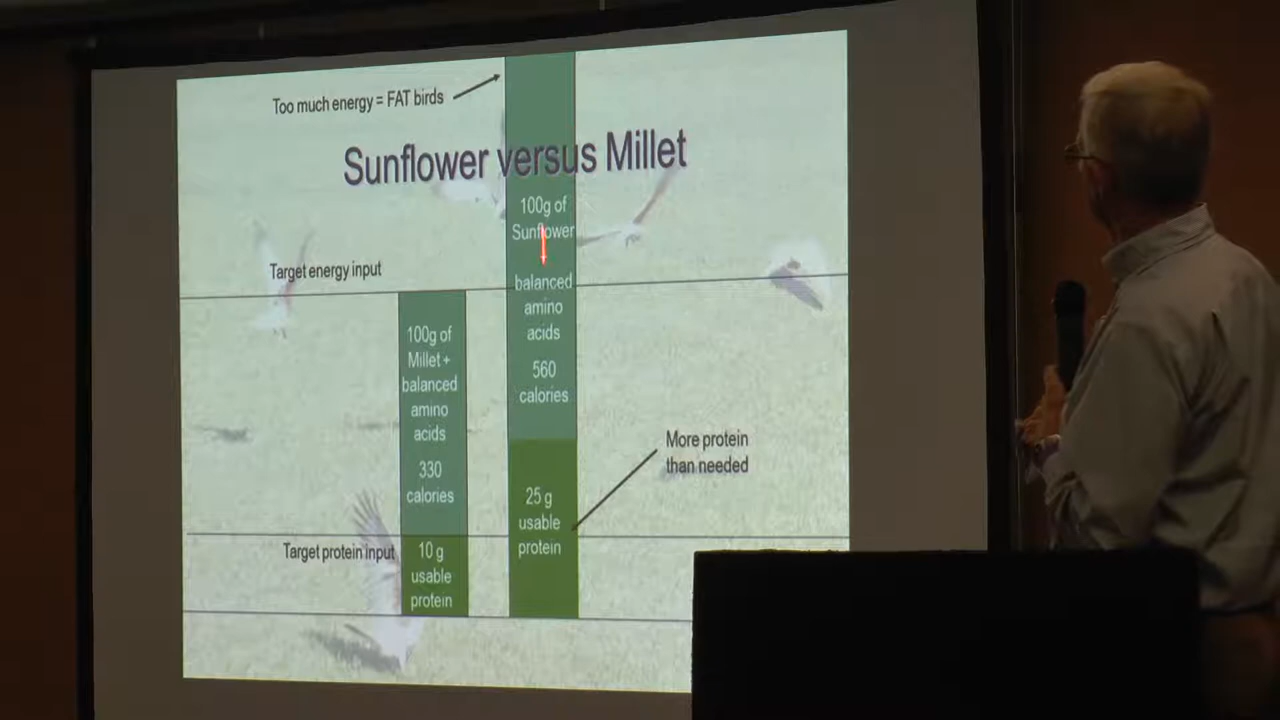 Too much energy = FAT birds
Sunflower versus Millet
100g of
Sunflower
balanced
amino
acids
560
calories
Target energy input
100g of
Millet +
balanced
amino
acids
330
calories
More protein
than needed
25 g
usable
protein
Target protein input
10 g
usable
protein